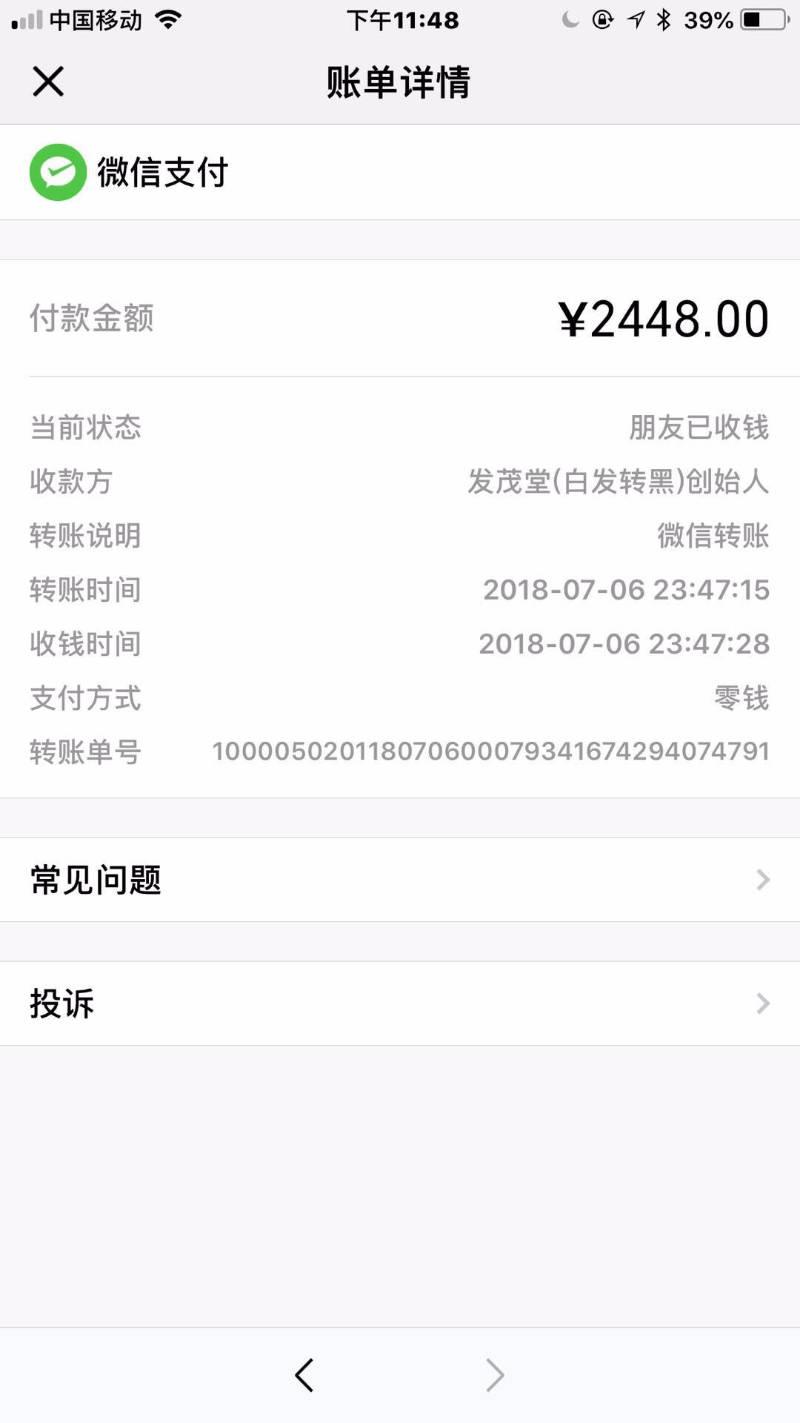 中国移动 下午11:48 39%
账单详情
微信支付
付款金额 ¥2448.00
当前状态 朋友已收钱
收款方 发茂堂(白发转黑)创始人
转账说明 微信转账
转账时间 2018-07-06 23:47:15
收钱时间 2018-07-06 23:47:28
支付方式 零钱
转账单号 1000050201180706000793416742940­74791
常见问题
投诉